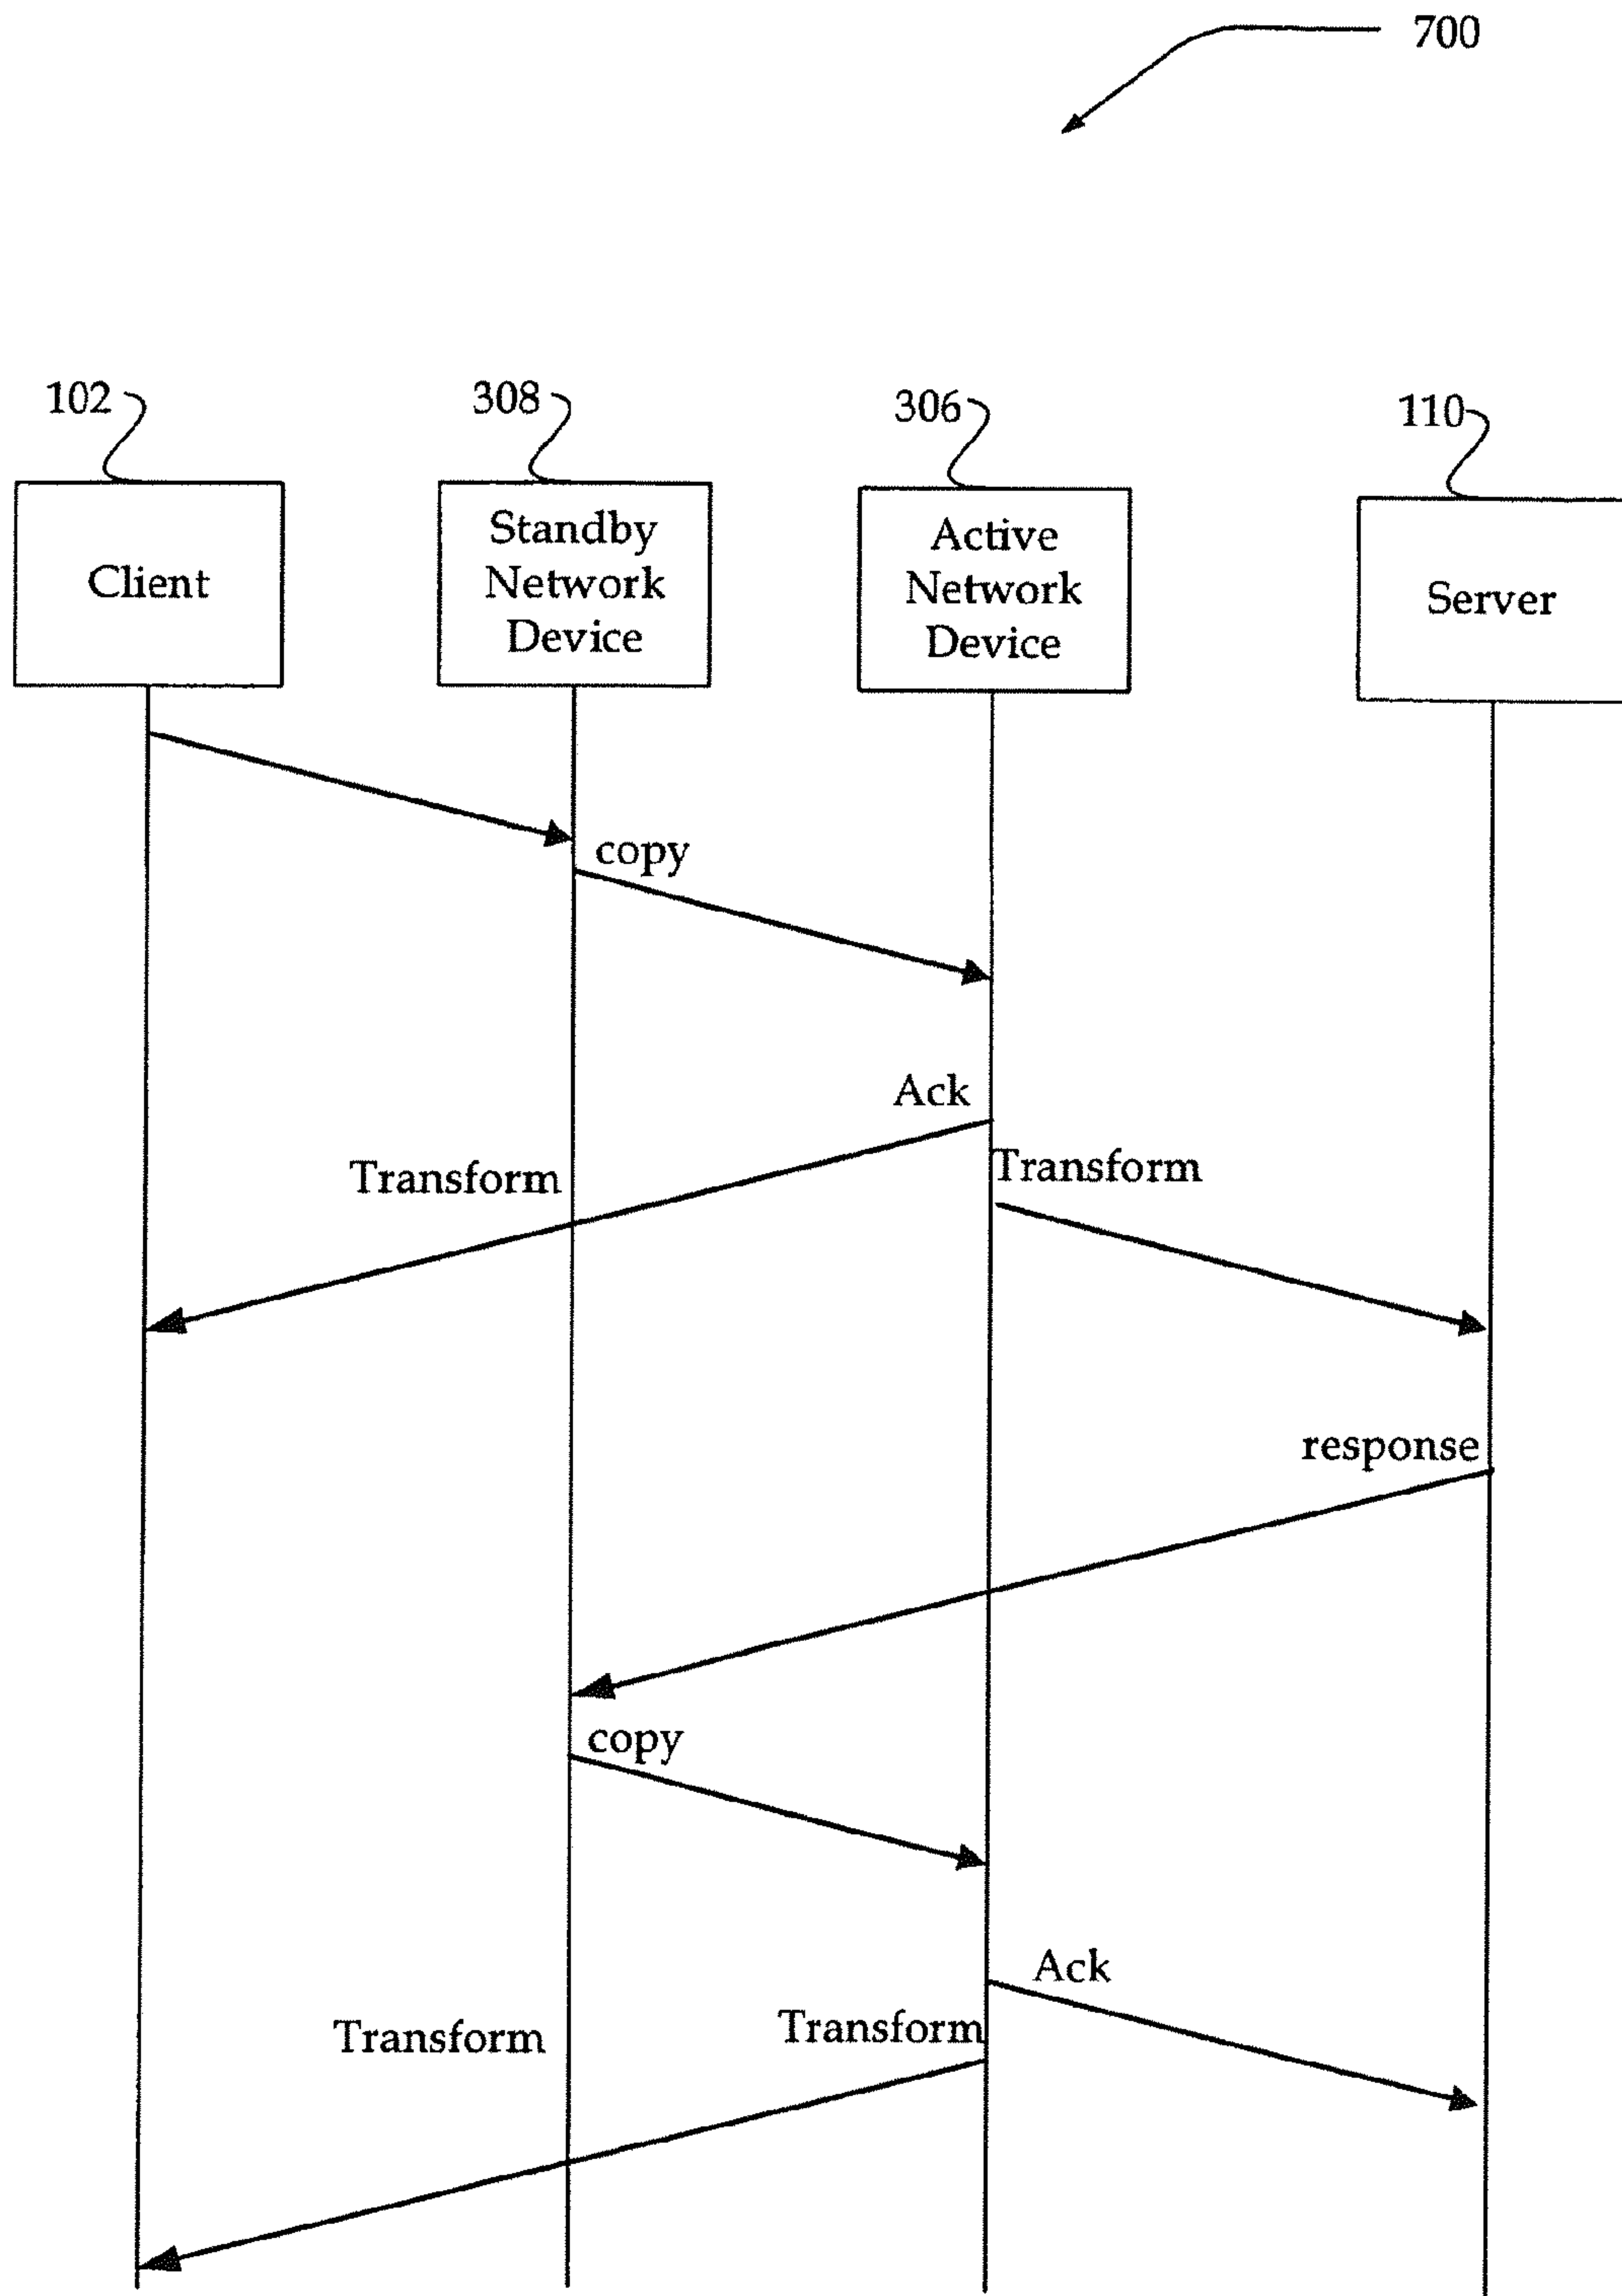 700
102
308
306
110
Client
Standby
Network
Device
Active
Network
Device
Server
copy
Ack
Transform
Transform
response
copy
Ack
Transform
Transform